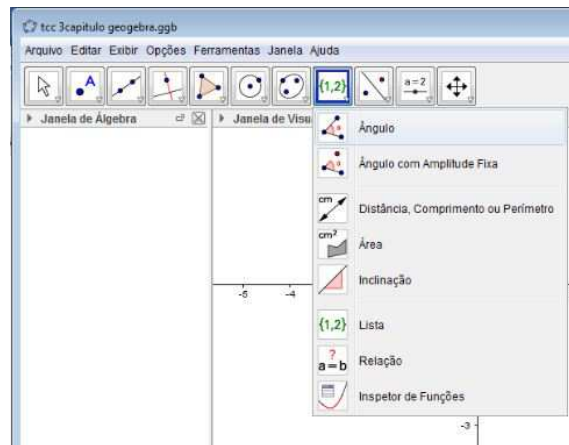 tcc 3capitulo geogebra.ggb
Arquivo Editar Exibir Opções Ferramentas Janela Ajuda
A {1,2} a=2
Janela de Álgebra Janela de Visu
Ângulo
Ângulo com Amplitude Fixa
cm Distância, Comprimento ou Perímetro
cm² Área
Inclinação
-5 -4
{1,2} Lista
? a=b Relação
Inspetor de Funções
-3